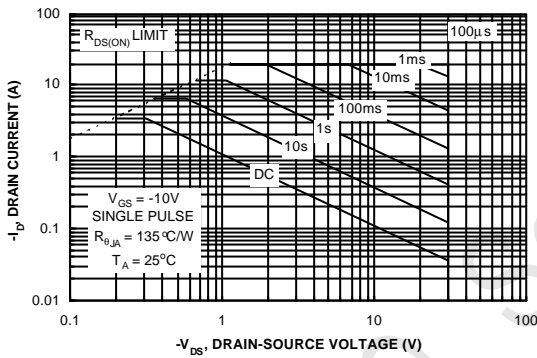 100
10
1
0.1
0.01
0.1
1
10
100
-I_D, DRAIN CURRENT (A)
-V_DS, DRAIN-SOURCE VOLTAGE (V)
R_DS(ON) LIMIT
100µs
1ms
10ms
100ms
1s
10s
DC
V_GS = -10V
SINGLE PULSE
R_θJA = 135°C/W
T_A = 25°C